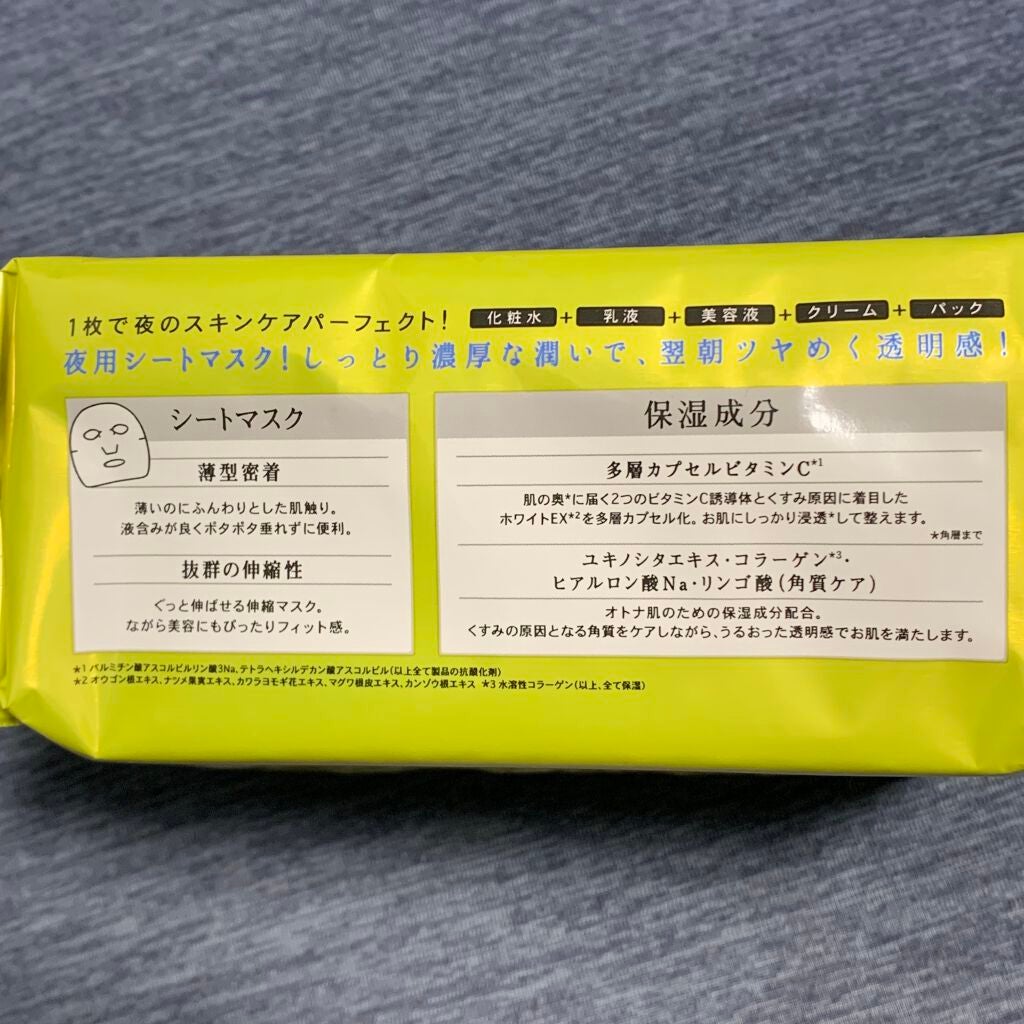 1枚で夜のスキンケアパーフェクト! 化粧水 + 乳液 + 美容液 + クリーム + パック
夜用シートマスク!しっとり濃厚な潤いで、翌朝ツヤめく透明感!
シートマスク
薄型密着
薄いのにふんわりとした肌触り。
液含みが良くボタボタ垂れずに便利。
抜群の伸縮性
ぐっと伸ばせる伸縮マスク。
ながら美容にもぴったりフィット感。
保湿成分
多層カプセルビタミンC*1
肌の奥*に届く2つのビタミンC誘導体とくすみ原因に着目した
ホワイトEX*2を多層カプセル化。お肌にしっかり浸透*して整えます。
*角層まで
ユキノシタエキス・コラーゲン*3・
ヒアルロン酸Na・リンゴ酸(角質ケア)
オトナ肌のための保湿成分配合。
くすみの原因となる角質をケアしながら、うるおった透明感でお肌を満たします。
*1 パルミチン酸アスコルビルリン酸3Na、テトラヘキシルデカン酸アスコルビル(以上全て製品の抗酸化剤)
*2 オウゴン根エキス、ナツメ果実エキス、カワラヨモギ花エキス、マグワ根皮エキス、カンゾウ根エキス *3 水溶性コラーゲン(以上、全て保湿)